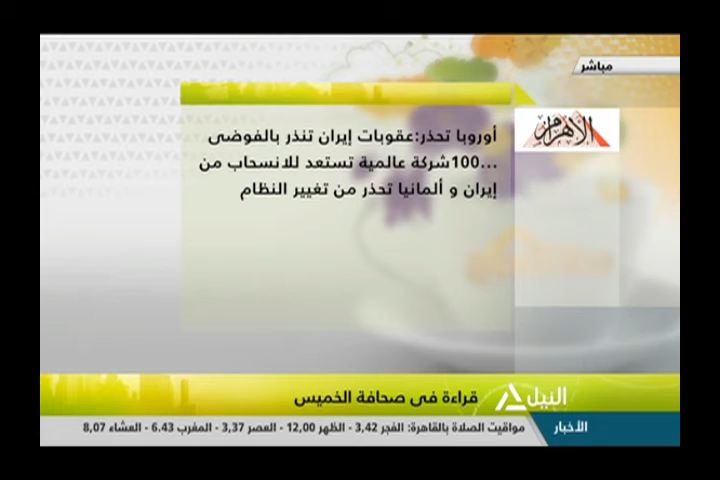 مباشر
الأهرام
أوروبا تحذر:عقوبات إيران تنذر بالفوضى
...100شركة عالمية تستعد للانسحاب من
إيران و ألمانيا تحذر من تغيير النظام
النيل
قراءة فى صحافة الخميس
الأخبار
مواقيت الصلاة بالقاهرة: الفجر 3,42 - الظهر 12,00 - العصر 3,37 - المغرب 6.43 - العشاء 8,07